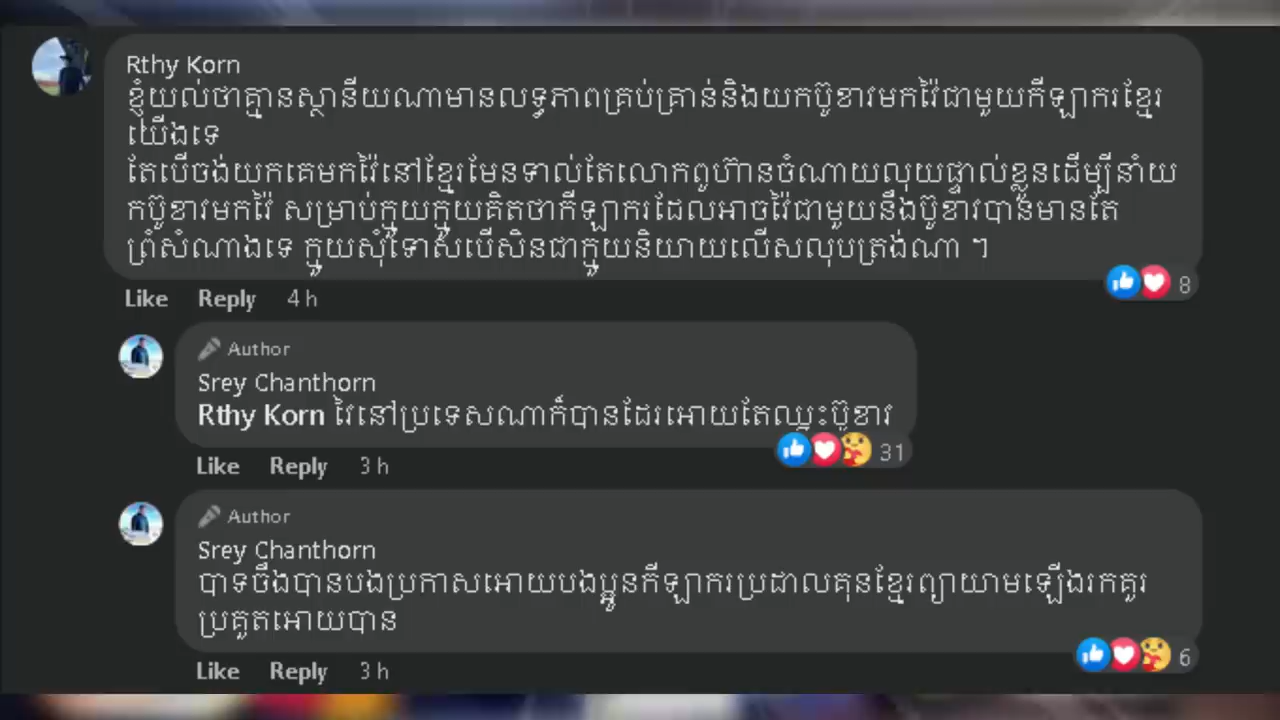 Rthy Korn
ខ្ញុំយល់ថាគ្មានស្ថានីយណាមានលទ្ធភាពគ្រប់គ្រាន់និងយកប៊ូខាវមកវ៉ៃជាមួយកីឡាករខ្មែរ
យើងទេ
តែបើចង់យកគេមកវ៉ៃនៅខ្មែរមែនទាល់តែលោកពូហ៊ានចំណាយលុយផ្ទាល់ខ្លួនដើម្បីនាំយ
កប៊ូខាវមកវ៉ៃ សម្រាប់ក្មួយក្មួយគិតថាកីឡាករដែលអាចវ៉ៃជាមួយនឹងប៊ូខាវបានមានតែ
ព្រំសំណាងទេ ក្មួយសុំទោសបើសិនជាក្មួយនិយាយលើសលុបត្រង់ណា ។
8
Like Reply 4 h
Author
Srey Chanthorn
Rthy Korn វ៉ៃនៅប្រទេសណាក៏បានដែរអោយតែឈ្នះប៊ូខាវ
31
Like Reply 3 h
Author
Srey Chanthorn
បាទចឹងបានបងប្រកាសអោយបងប្អូនកីឡាករប្រដាលគុនខ្មែរព្យាយាមឡើងរកគូរ
ប្រគួតអោយបាន
6
Like Reply 3 h